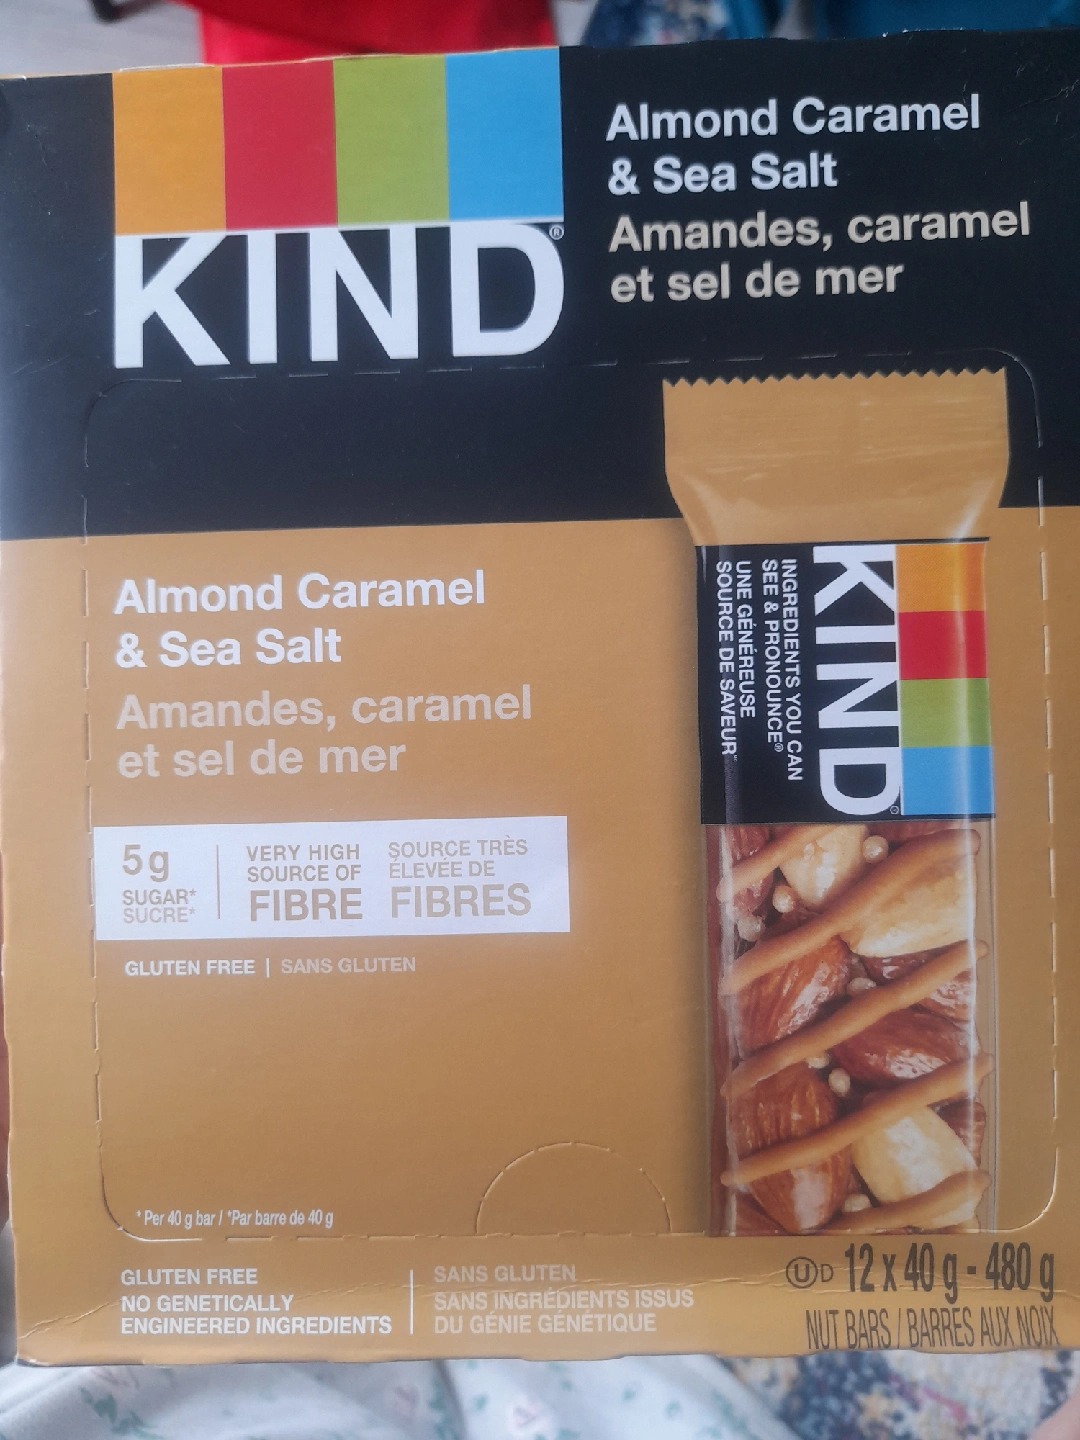 KIND®
Almond Caramel
& Sea Salt
Amandes, caramel
et sel de mer
Almond Caramel
& Sea Salt
Amandes, caramel
et sel de mer
5g
SUGAR*
SUCRE*
VERY HIGH
SOURCE OF
FIBRE
SOURCE TRÈS
ÉLEVÉE DE
FIBRES
GLUTEN FREE | SANS GLUTEN
KIND®
INGREDIENTS YOU CAN
SEE & PRONOUNCE®
UNE GÉNÉREUSE
SOURCE DE SAVEUR™
*Per 40 g bar / *Par barre de 40 g
GLUTEN FREE
NO GENETICALLY
ENGINEERED INGREDIENTS
SANS GLUTEN
SANS INGRÉDIENTS ISSUS
DU GÉNIE GÉNÉTIQUE
Ⓤ D 12 x 40 g - 480 g
NUT BARS / BARRES AUX NOIX